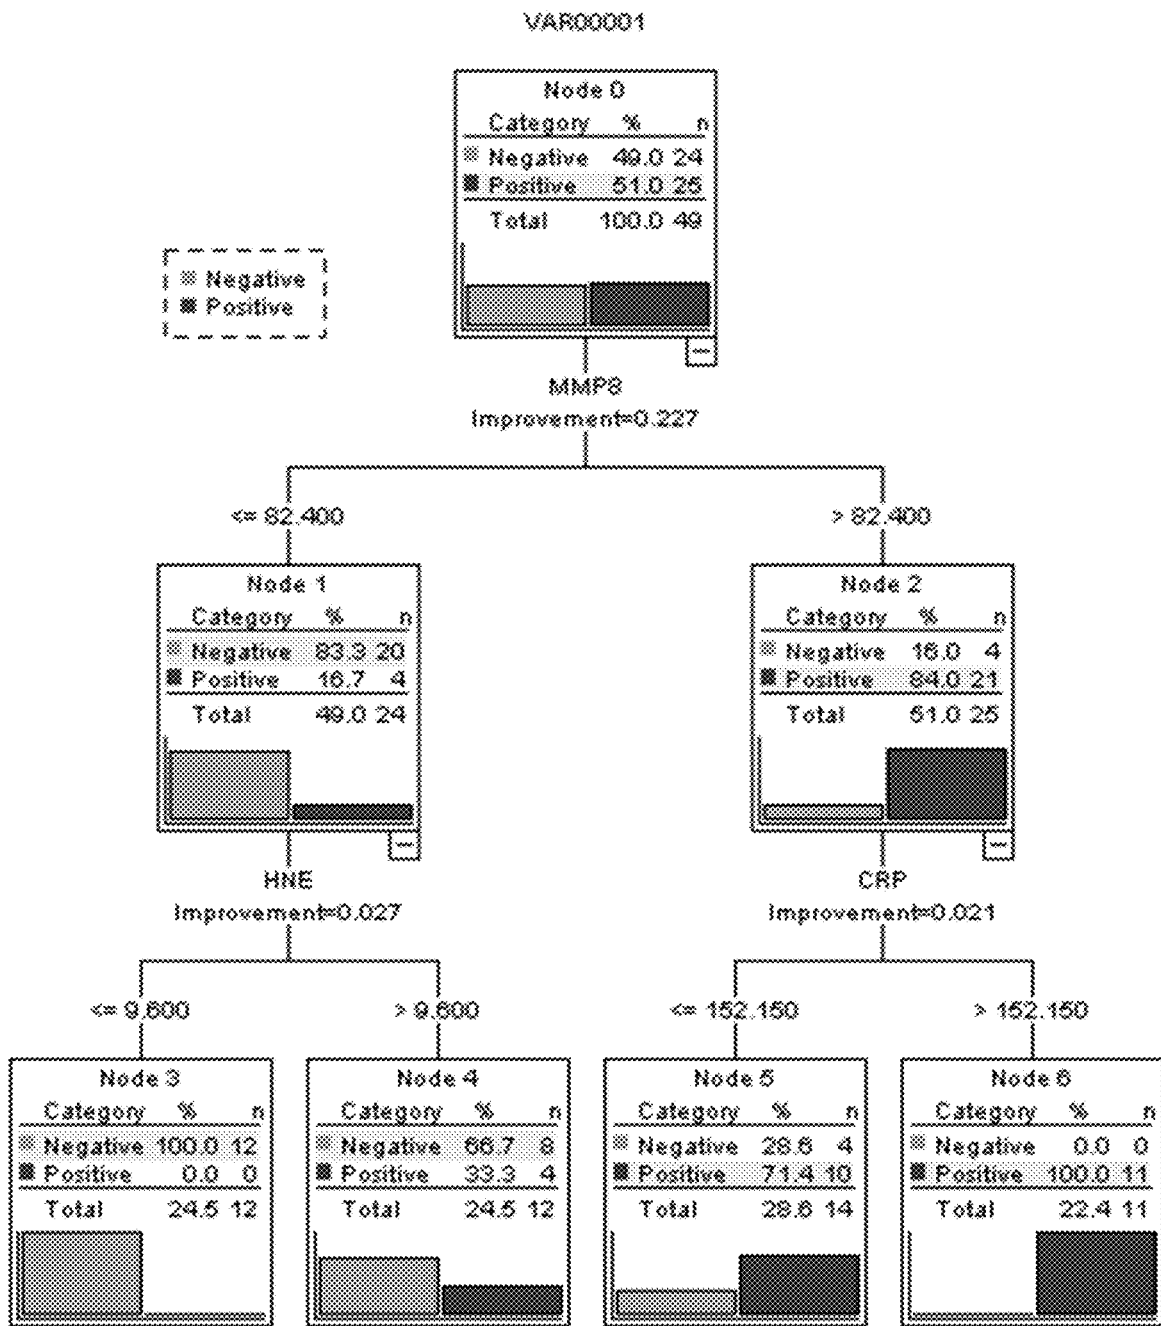 VAR00001
Node 0
Category % n
Negative 49.0 24
Positive 51.0 25
Total 100.0 49
Negative
Positive
MMP8
Improvement=0.227
<= 82.400
> 82.400
Node 1
Category % n
Negative 83.3 20
Positive 16.7 4
Total 49.0 24
Node 2
Category % n
Negative 16.0 4
Positive 84.0 21
Total 51.0 25
HNE
Improvement=0.027
CRP
Improvement=0.021
<= 9.600
> 9.600
<= 152.150
> 152.150
Node 3
Category % n
Negative 100.0 12
Positive 0.0 0
Total 24.5 12
Node 4
Category % n
Negative 66.7 8
Positive 33.3 4
Total 24.5 12
Node 5
Category % n
Negative 28.6 4
Positive 71.4 10
Total 28.6 14
Node 6
Category % n
Negative 0.0 0
Positive 100.0 11
Total 22.4 11